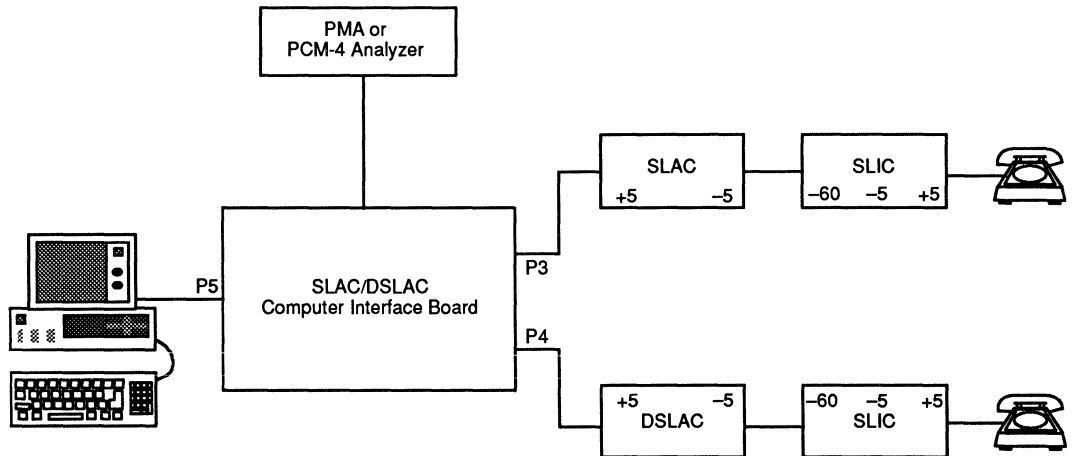 PMA or
PCM-4 Analyzer
SLAC
+5 –5
SLIC
–60 –5 +5
P5
SLAC/DSLAC
Computer Interface Board
P3
P4
+5 –5
DSLAC
–60 –5 +5
SLIC